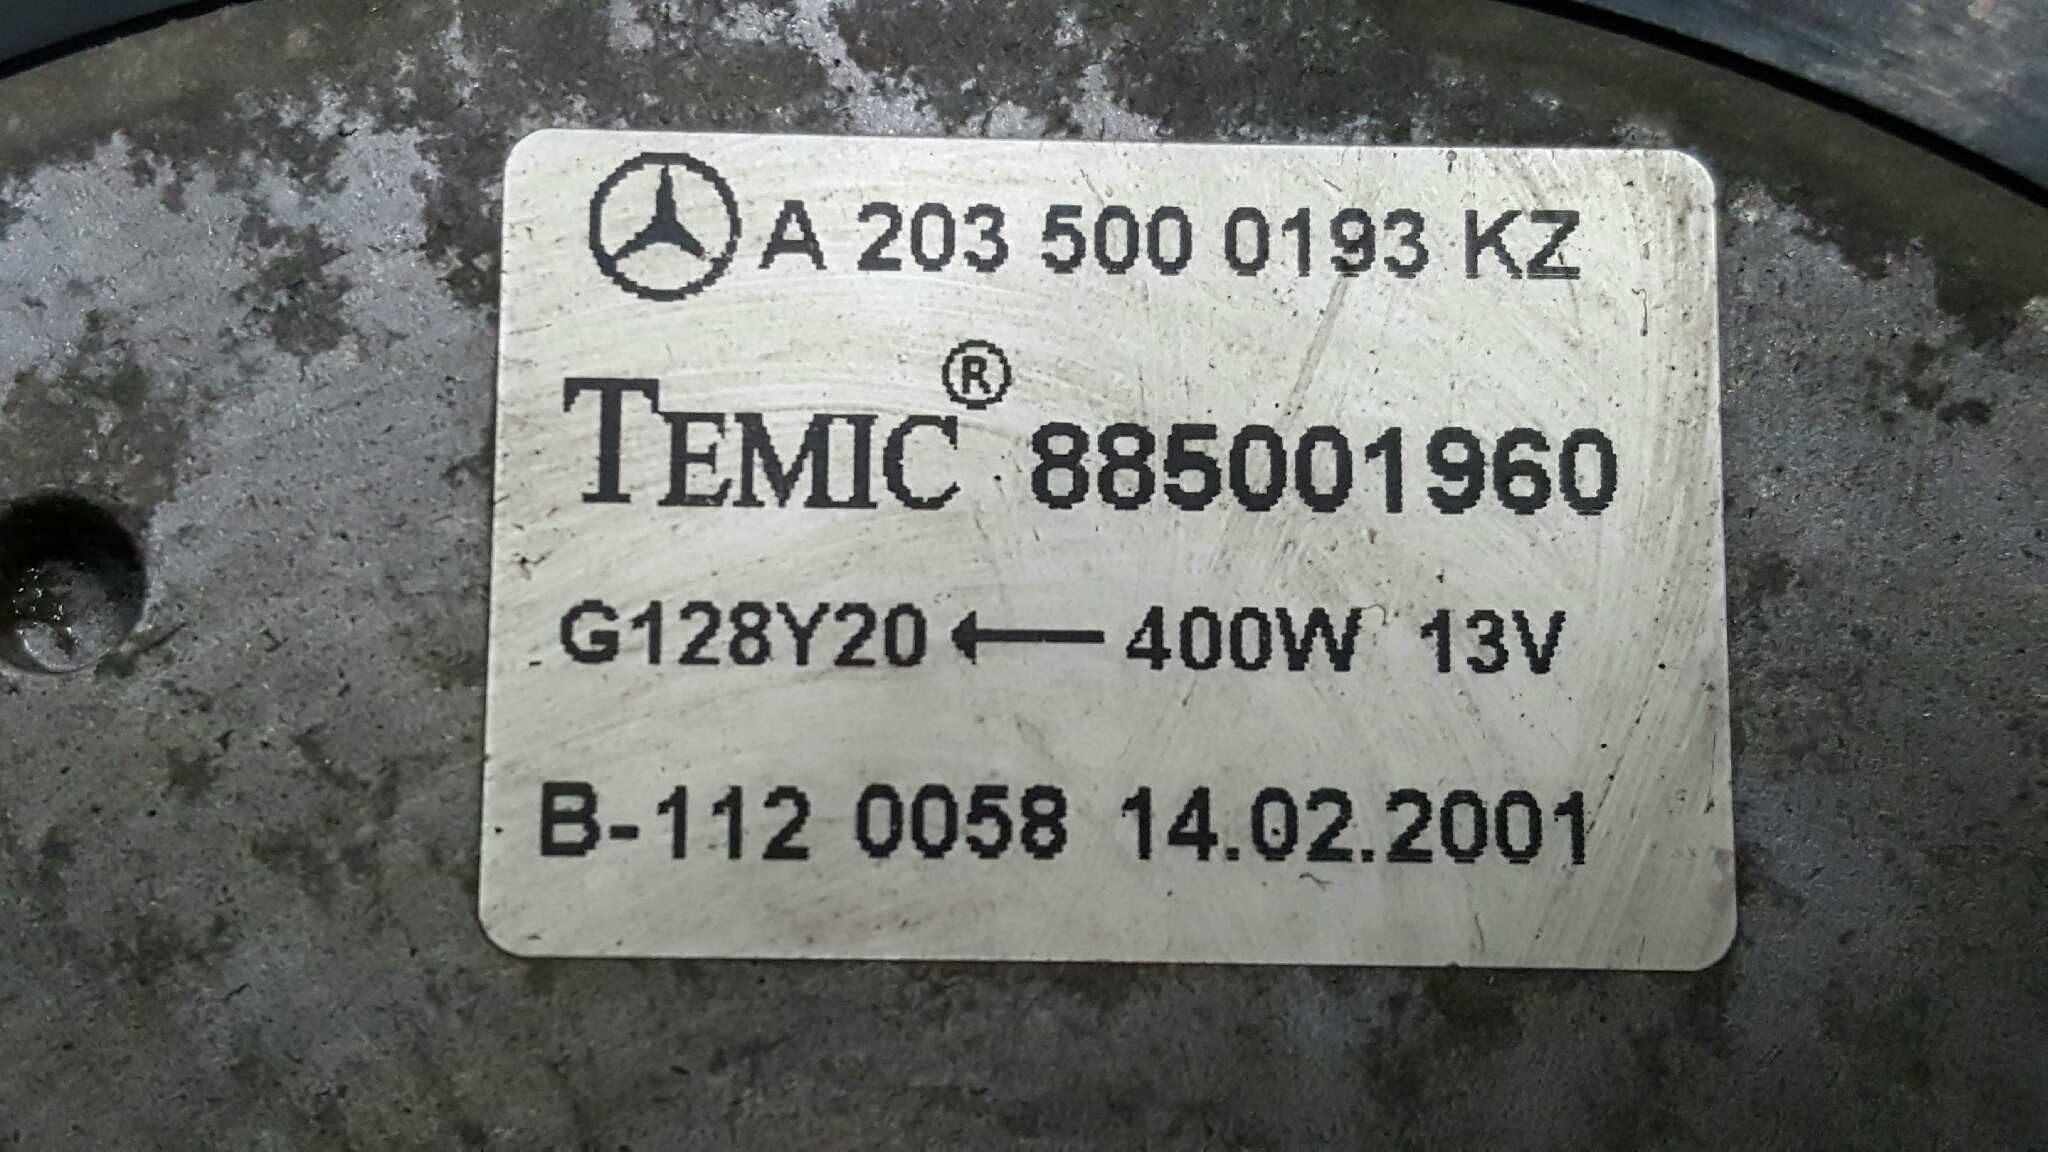 A 203 500 0193 KZ
TEMIC® 885001960
G128Y20 ← 400W 13V
B-112 0058 14.02.2001